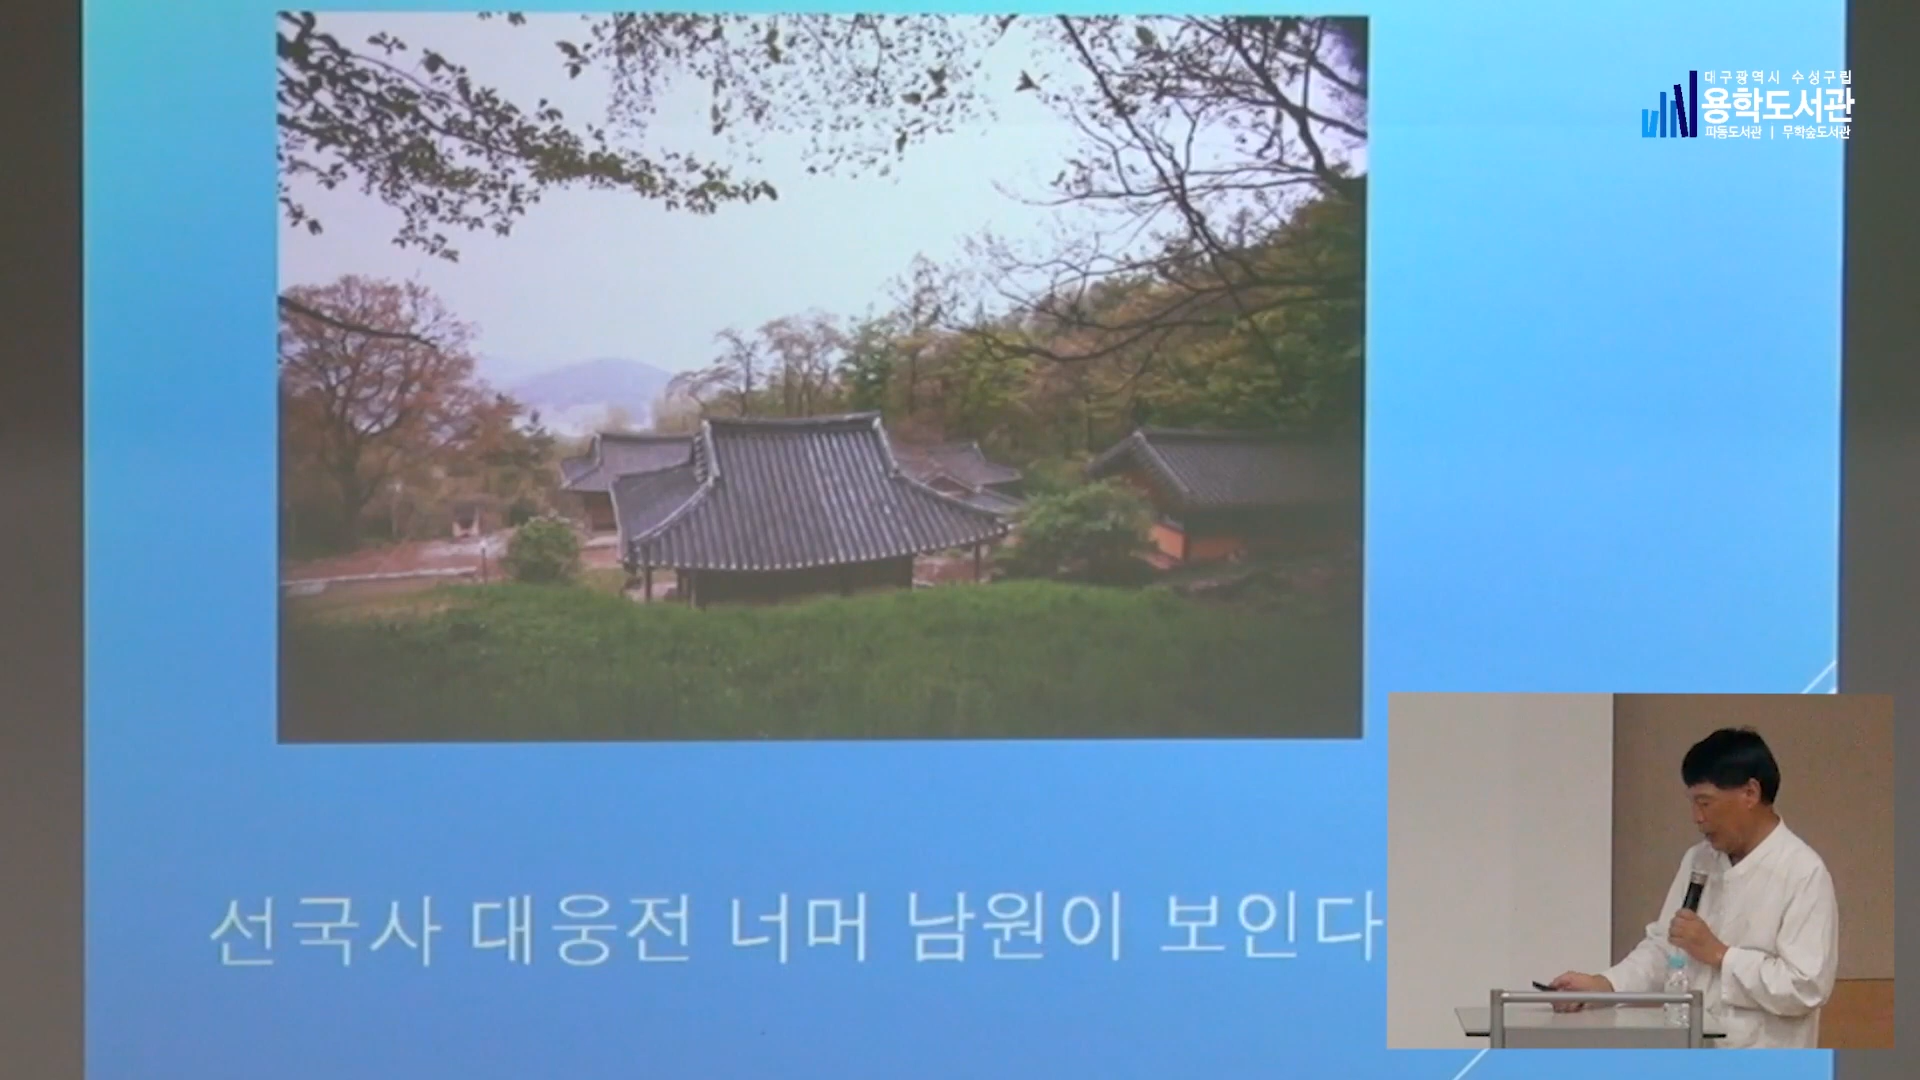 대구광역시 수성구립
용학도서관
파동도서관 | 무학숲도서관
선국사 대웅전 너머 남원이 보인다